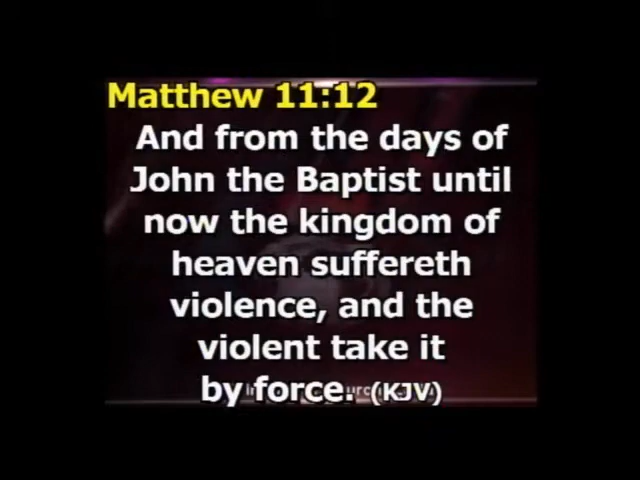 Matthew 11:12
And from the days of
John the Baptist until
now the kingdom of
heaven suffereth
violence, and the
violent take it
by force. (KJV)